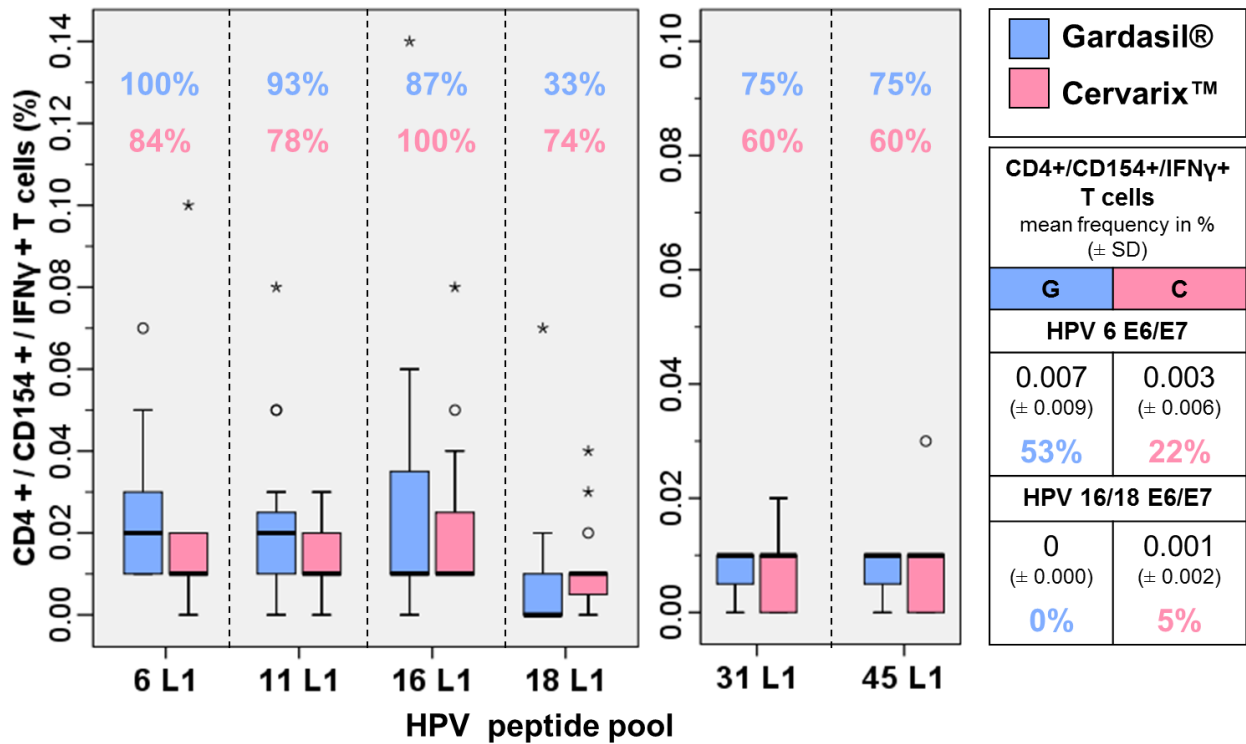 CD4 + / CD154 + / IFNγ + T cells (%)
0.14
0.12
0.10
0.08
0.06
0.04
0.02
0.00
100%
93%
87%
33%
84%
78%
100%
74%
6 L1
11 L1
16 L1
18 L1
0.10
0.08
0.06
0.04
0.02
0.00
75%
75%
60%
60%
31 L1
45 L1
HPV peptide pool
Gardasil®
Cervarix™
CD4+/CD154+/IFNγ+
T cells
mean frequency in %
(± SD)
G
C
HPV 6 E6/E7
0.007
0.003
(± 0.009)
(± 0.006)
53%
22%
HPV 16/18 E6/E7
0
0.001
(± 0.000)
(± 0.002)
0%
5%